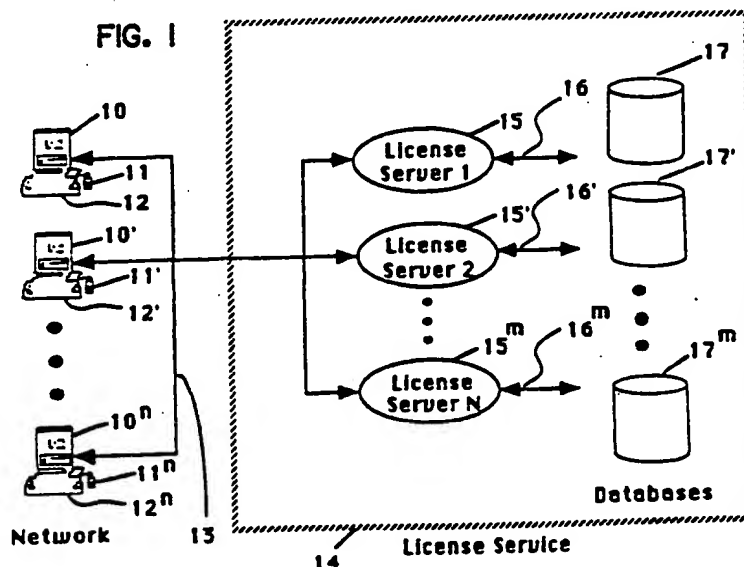 FIG. 1
10
11
12
10'
11'
12'
10ⁿ
11ⁿ
12ⁿ
Network
13
License
Server 1
15
16
17
License
Server 2
15'
16'
17'
License
Server N
15ᵐ
16ᵐ
17ᵐ
Databases
14
License Service